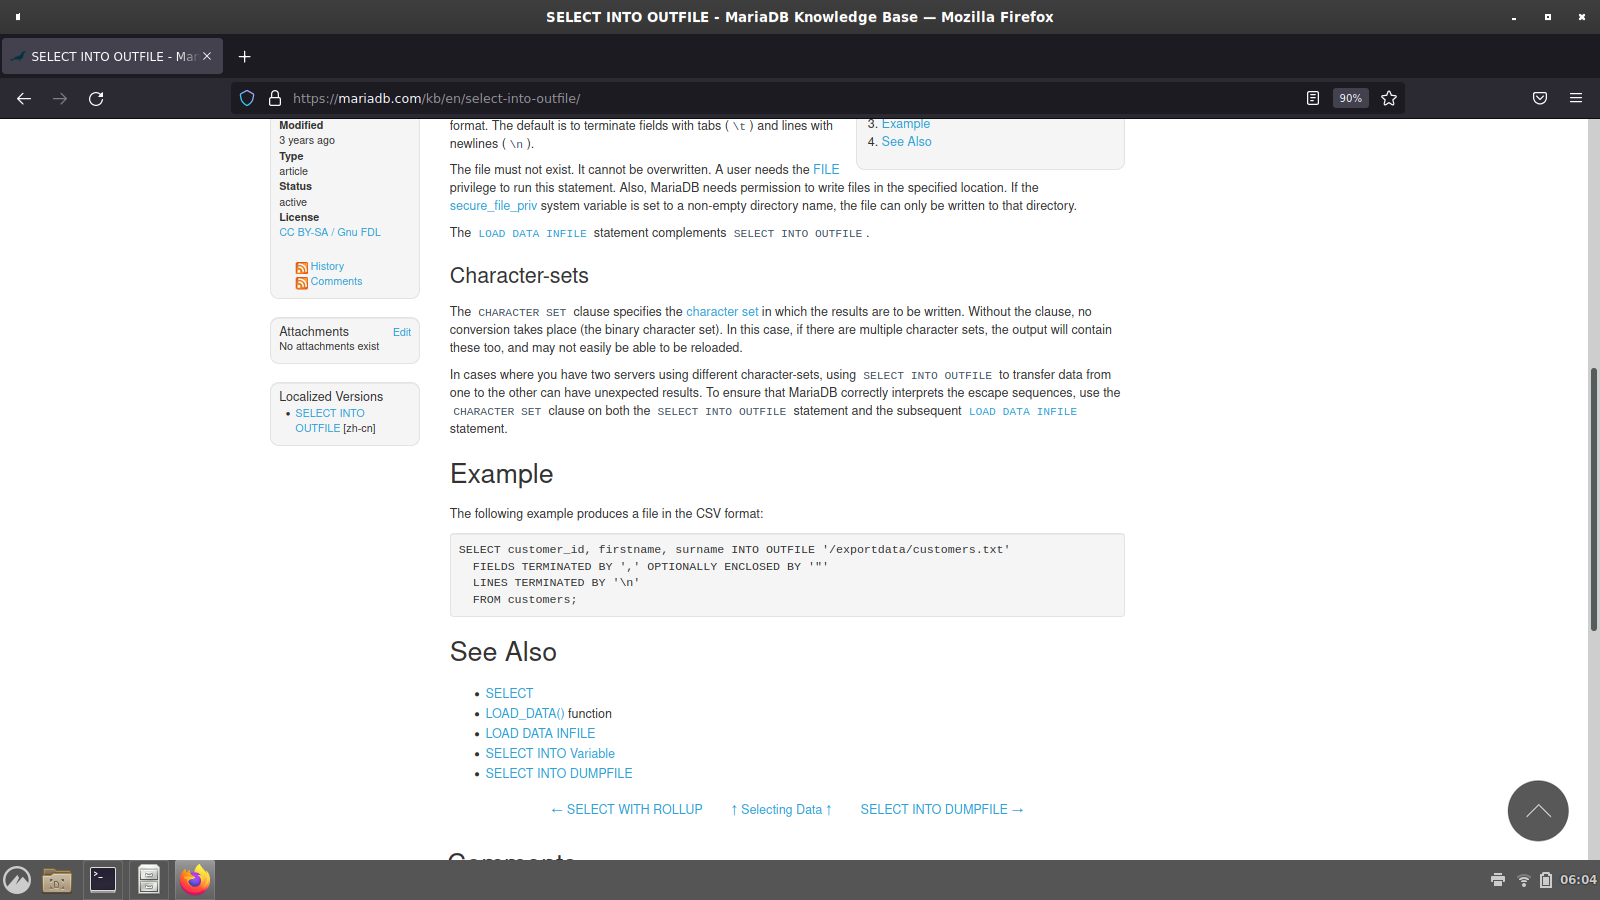 SELECT INTO OUTFILE - MariaDB Knowledge Base — Mozilla Firefox
SELECT INTO OUTFILE - Mar
https://mariadb.com/kb/en/select-into-outfile/
90%
Modified
3 years ago
Type
article
Status
active
License
CC BY-SA / Gnu FDL
History
Comments
Attachments Edit
No attachments exist
Localized Versions
• SELECT INTO
OUTFILE [zh-cn]
format. The default is to terminate fields with tabs ( \t ) and lines with
newlines ( \n ).
3. Example
4. See Also
The file must not exist. It cannot be overwritten. A user needs the FILE
privilege to run this statement. Also, MariaDB needs permission to write files in the specified location. If the
secure_file_priv system variable is set to a non-empty directory name, the file can only be written to that directory.
The LOAD DATA INFILE statement complements SELECT INTO OUTFILE .
Character-sets
The CHARACTER SET clause specifies the character set in which the results are to be written. Without the clause, no
conversion takes place (the binary character set). In this case, if there are multiple character sets, the output will contain
these too, and may not easily be able to be reloaded.
In cases where you have two servers using different character-sets, using SELECT INTO OUTFILE to transfer data from
one to the other can have unexpected results. To ensure that MariaDB correctly interprets the escape sequences, use the
CHARACTER SET clause on both the SELECT INTO OUTFILE statement and the subsequent LOAD DATA INFILE
statement.
Example
The following example produces a file in the CSV format:
SELECT customer_id, firstname, surname INTO OUTFILE '/exportdata/customers.txt'
FIELDS TERMINATED BY ',' OPTIONALLY ENCLOSED BY '"'
LINES TERMINATED BY '\n'
FROM customers;
See Also
• SELECT
• LOAD_DATA() function
• LOAD DATA INFILE
• SELECT INTO Variable
• SELECT INTO DUMPFILE
← SELECT WITH ROLLUP ↑ Selecting Data ↑ SELECT INTO DUMPFILE →
Comments
06:04